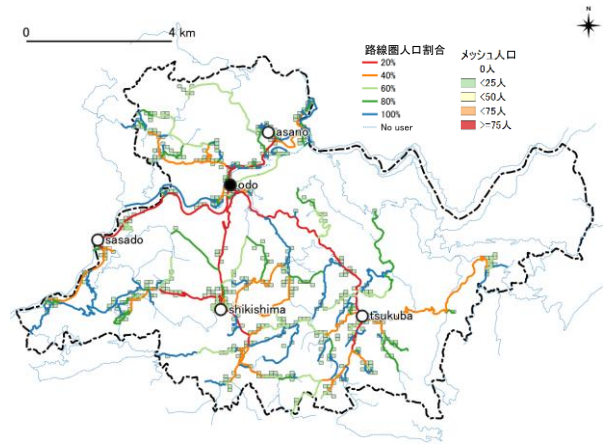 N
0 4 km
路線圏人口割合
20%
40%
60%
80%
100%
No user
メッシュ人口
0人
<25人
<50人
<75人
>=75人
asano
odo
sasado
shikishima
tsukuba